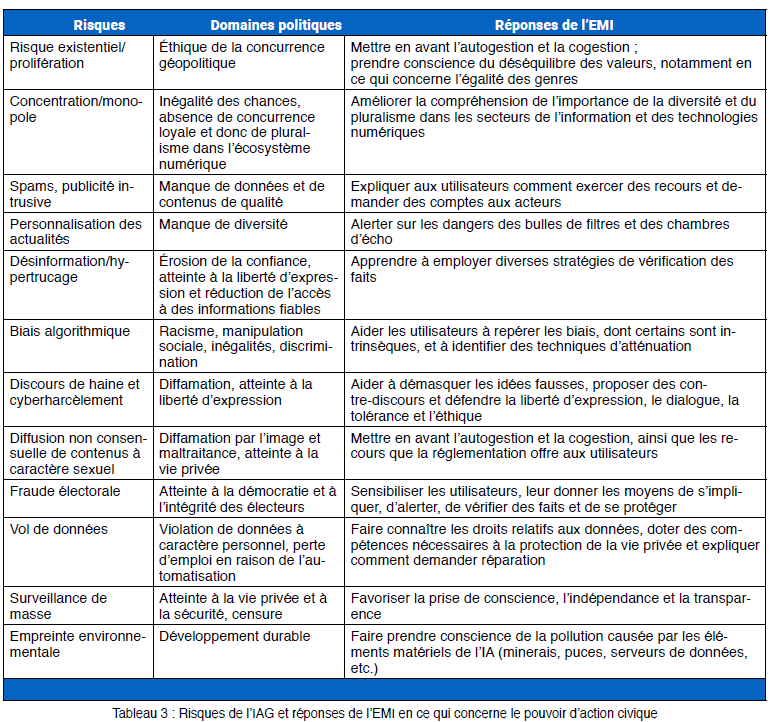 Risques Domaines politiques Réponses de l’EMI
Risque existentiel/
prolifération
Éthique de la concurrence
géopolitique
Mettre en avant l’autogestion et la cogestion ;
prendre conscience du déséquilibre des valeurs, notamment en
ce qui concerne l’égalité des genres
Concentration/mono-
pole
Inégalité des chances,
absence de concurrence
loyale et donc de plural-
isme dans l’écosystème
numérique
Améliorer la compréhension de l’importance de la diversité et du
pluralisme dans les secteurs de l’information et des technologies
numériques
Spams, publicité in-
trusive
Manque de données et de
contenus de qualité
Expliquer aux utilisateurs comment exercer des recours et de-
mander des comptes aux acteurs
Personnalisation des
actualités
Manque de diversité
Alerter sur les dangers des bulles de filtres et des chambres
d’écho
Désinformation/hy-
pertrucage
Érosion de la confiance,
atteinte à la liberté d’expres-
sion et réduction de l’accès
à des informations fiables
Apprendre à employer diverses stratégies de vérification des
faits
Biais algorithmique
Racisme, manipulation
sociale, inégalités, discrimi-
nation
Aider les utilisateurs à repérer les biais, dont certains sont in-
trinsèques, et à identifier des techniques d’atténuation
Discours de haine et
cyberharcèlement
Diffamation, atteinte à la
liberté d’expression
Aider à démasquer les idées fausses, proposer des con-
tre-discours et défendre la liberté d’expression, le dialogue, la
tolérance et l’éthique
Diffusion non consen-
suelle de contenus à
caractère sexuel
Diffamation par l’image et
maltraitance, atteinte à la
vie privée
Mettre en avant l’autogestion et la cogestion, ainsi que les re-
cours que la réglementation offre aux utilisateurs
Fraude électorale
Atteinte à la démocratie et à
l’intégrité des électeurs
Sensibiliser les utilisateurs, leur donner les moyens de s’impli-
quer, d’alerter, de vérifier des faits et de se protéger
Vol de données
Violation de données à
caractère personnel, perte
d’emploi en raison de l’au-
tomatisation
Faire connaître les droits relatifs aux données, doter des com-
pétences nécessaires à la protection de la vie privée et expliquer
comment demander réparation
Surveillance de
masse
Atteinte à la vie privée et à
la sécurité, censure
Favoriser la prise de conscience, l’indépendance et la transpar-
ence
Empreinte environne-
mentale
Développement durable
Faire prendre conscience de la pollution causée par les élé-
ments matériels de l’IA (minerais, puces, serveurs de données,
etc.)
Tableau 3 : Risques de l’IAG et réponses de l’EMI en ce qui concerne le pouvoir d’action civique